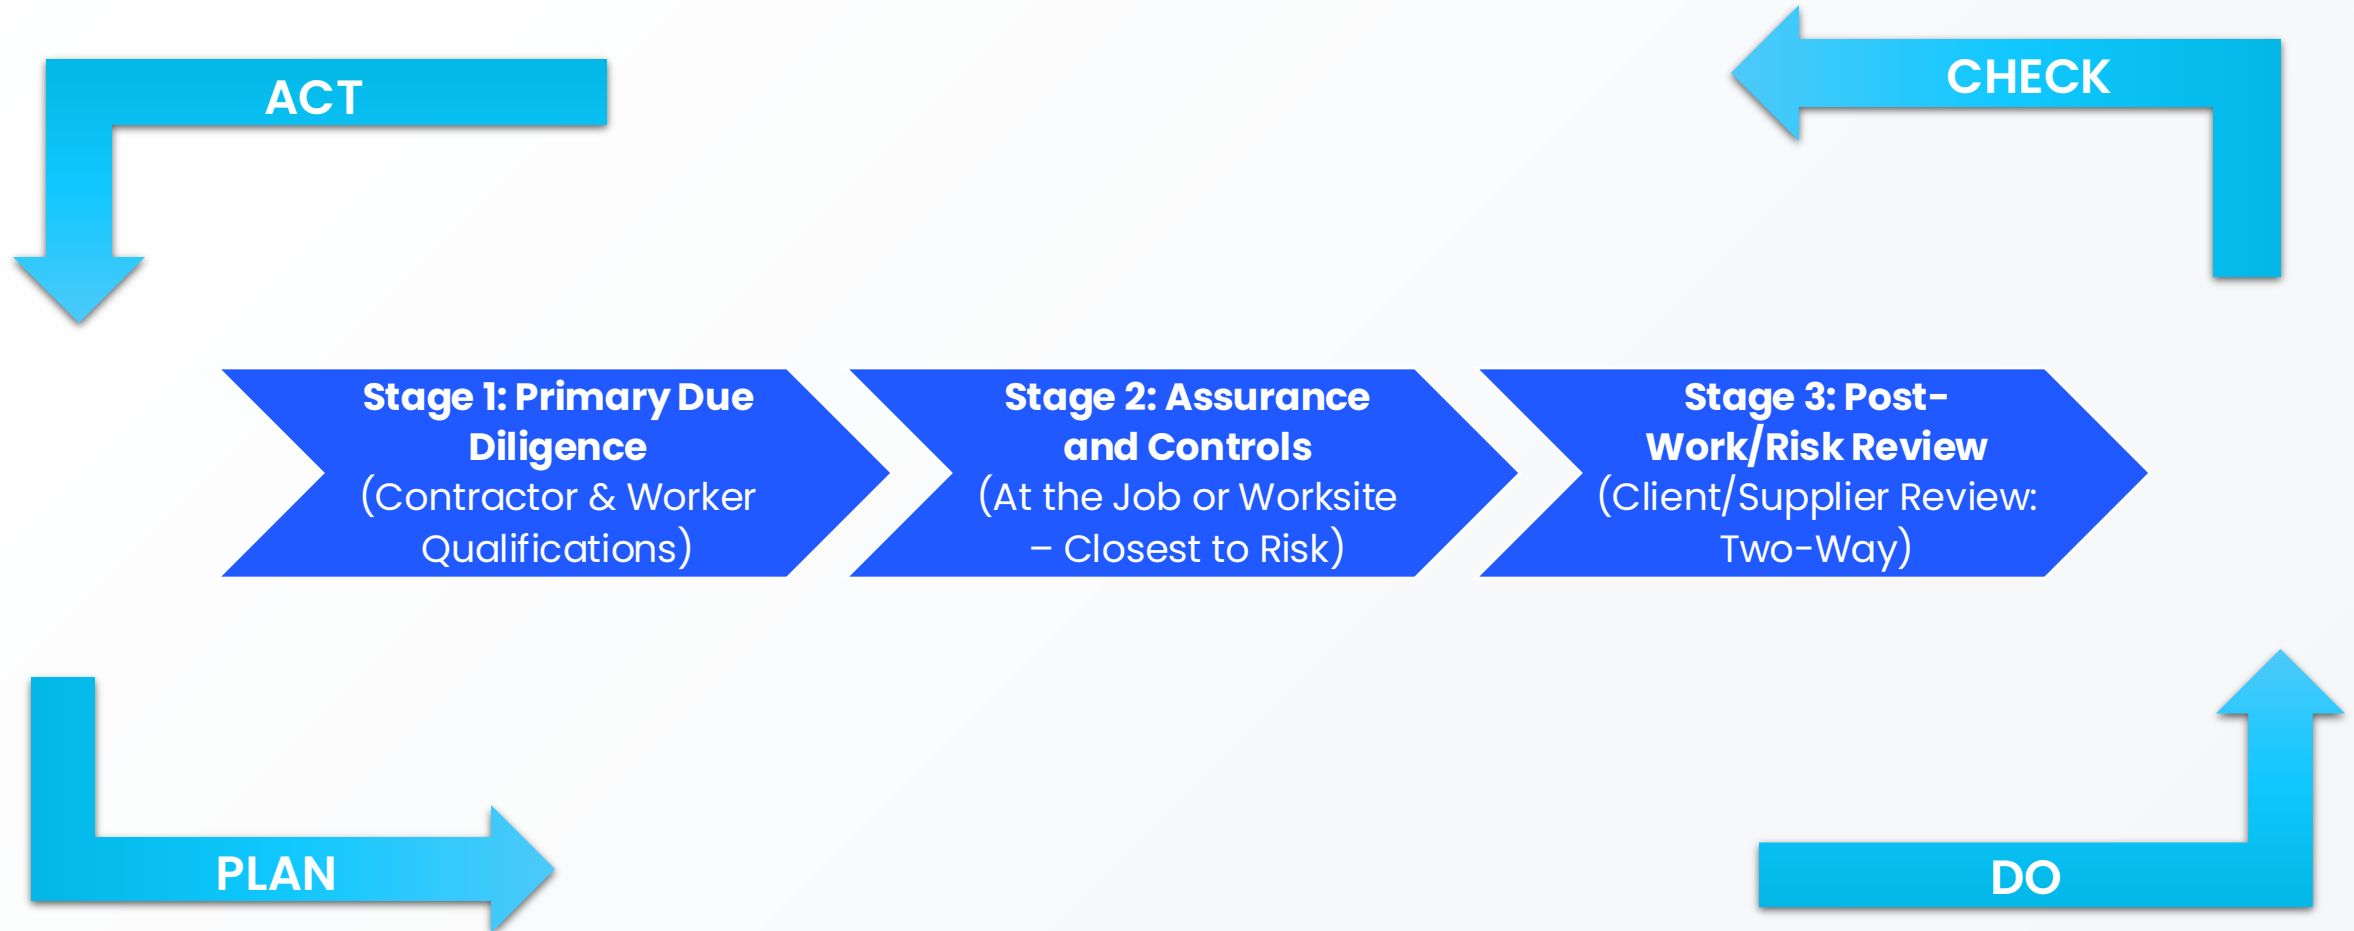 ACT
CHECK
Stage 1: Primary Due
Diligence
(Contractor & Worker
Qualifications)
Stage 2: Assurance
and Controls
(At the Job or Worksite
– Closest to Risk)
Stage 3: Post-
Work/Risk Review
(Client/Supplier Review:
Two-Way)
PLAN
DO